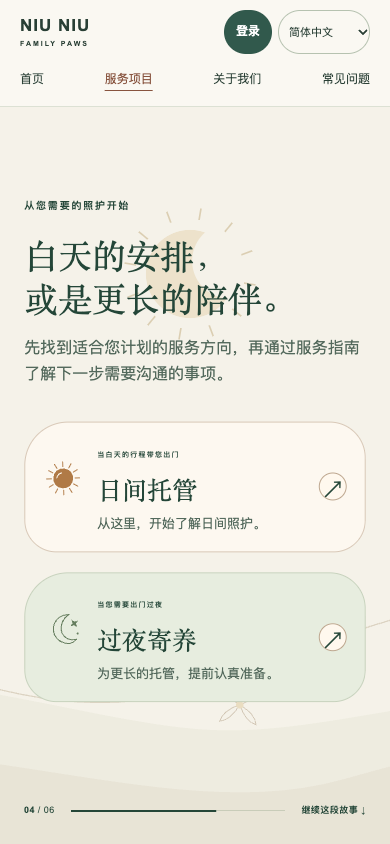 NIU NIU
FAMILY PAWS
登录
简体中文
首页
服务项目
关于我们
常见问题
从您需要的照护开始
白天的安排，
或是更长的陪伴。
先找到适合您计划的服务方向，再通过服务指南
了解下一步需要沟通的事项。
当白天的行程带您出门
日间托管
从这里，开始了解日间照护。
当您需要出门过夜
过夜寄养
为更长的托管，提前认真准备。
04 / 06
继续这段故事 ↓